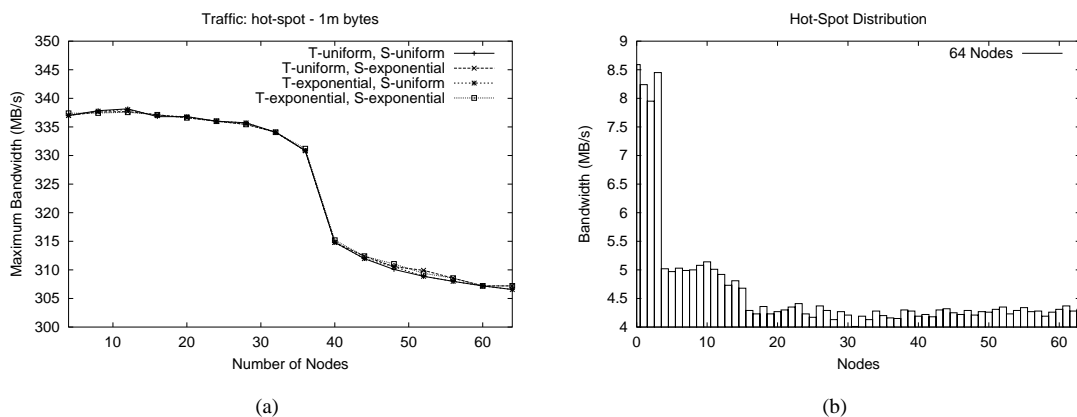 Traffic: hot-spot - 1m bytes
350
345
340
335
330
325
320
315
310
305
300
Maximum Bandwidth (MB/s)
T-uniform, S-uniform
T-uniform, S-exponential
T-exponential, S-uniform
T-exponential, S-exponential
10 20 30 40 50 60
Number of Nodes
(a)
Hot-Spot Distribution
9
8.5
8
7.5
7
6.5
6
5.5
5
4.5
4
Bandwidth (MB/s)
64 Nodes
0 10 20 30 40 50 60
Nodes
(b)